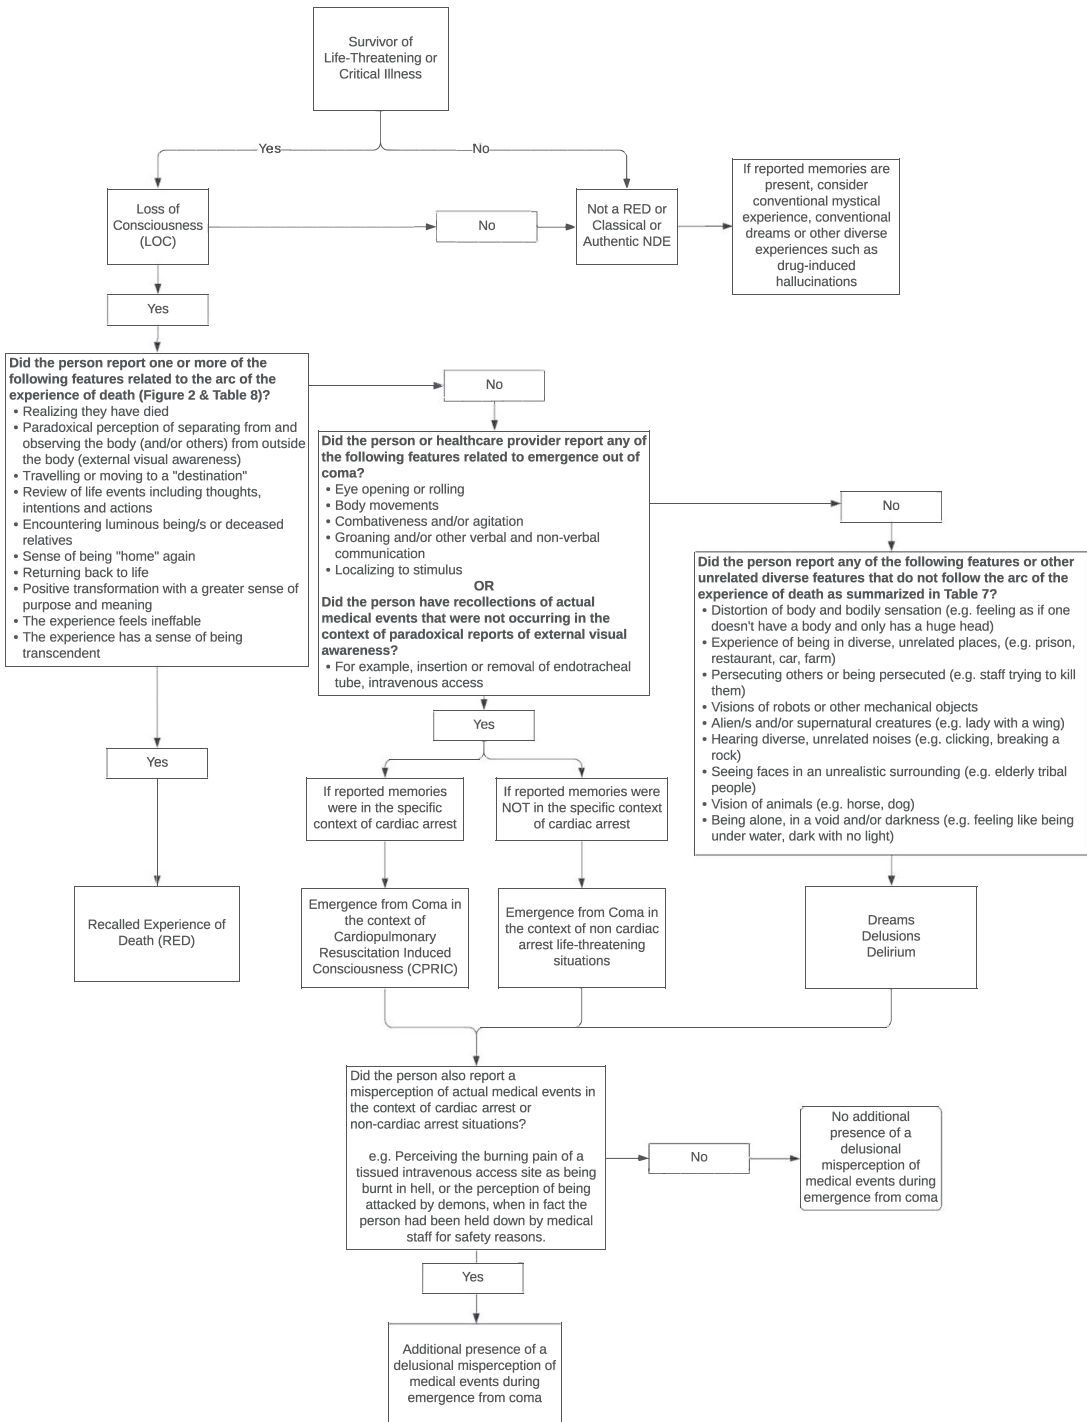 Survivor of
Life-Threatening or
Critical Illness
Yes
No
Loss of
Consciousness
(LOC)
No
Not a RED or
Classical or
Authentic NDE
If reported memories are
present, consider
conventional mystical
experience, conventional
dreams or other diverse
experiences such as
drug-induced
hallucinations
Yes
Did the person report one or more of the
following features related to the arc of the
experience of death (Figure 2 & Table 8)?
• Realizing they have died
• Paradoxical perception of separating from and
observing the body (and/or others) from outside
the body (external visual awareness)
• Travelling or moving to a "destination"
• Review of life events including thoughts,
intentions and actions
• Encountering luminous being/s or deceased
relatives
• Sense of being "home" again
• Returning back to life
• Positive transformation with a greater sense of
purpose and meaning
• The experience feels ineffable
• The experience has a sense of being
transcendent
No
Did the person or healthcare provider report any of
the following features related to emergence out of
coma?
• Eye opening or rolling
• Body movements
• Combativeness and/or agitation
• Groaning and/or other verbal and non-verbal
communication
• Localizing to stimulus
OR
Did the person have recollections of actual
medical events that were not occurring in the
context of paradoxical reports of external visual
awareness?
• For example, insertion or removal of endotracheal
tube, intravenous access
No
Did the person report any of the following features or other
unrelated diverse features that do not follow the arc of the
experience of death as summarized in Table 7?
• Distortion of body and bodily sensation (e.g. feeling as if one
doesn't have a body and only has a huge head)
• Experience of being in diverse, unrelated places, (e.g. prison,
restaurant, car, farm)
• Persecuting others or being persecuted (e.g. staff trying to kill
them)
• Visions of robots or other mechanical objects
• Alien/s and/or supernatural creatures (e.g. lady with a wing)
• Hearing diverse, unrelated noises (e.g. clicking, breaking a
rock)
• Seeing faces in an unrealistic surrounding (e.g. elderly tribal
people)
• Vision of animals (e.g. horse, dog)
• Being alone, in a void and/or darkness (e.g. feeling like being
under water, dark with no light)
Yes
Yes
If reported memories
were in the specific
context of cardiac arrest
If reported memories were
NOT in the specific context
of cardiac arrest
Recalled Experience of
Death (RED)
Emergence from Coma in
the context of
Cardiopulmonary
Resuscitation Induced
Consciousness (CPRIC)
Emergence from Coma in
the context of non cardiac
arrest life-threatening
situations
Dreams
Delusions
Delirium
Did the person also report a
misperception of actual medical events in
the context of cardiac arrest or
non-cardiac arrest situations?
e.g. Perceiving the burning pain of a
tissued intravenous access site as being
burnt in hell, or the perception of being
attacked by demons, when in fact the
person had been held down by medical
staff for safety reasons.
No
No additional
presence of a
delusional
misperception of
medical events during
emergence from coma
Yes
Additional presence of a
delusional misperception of
medical events during
emergence from coma